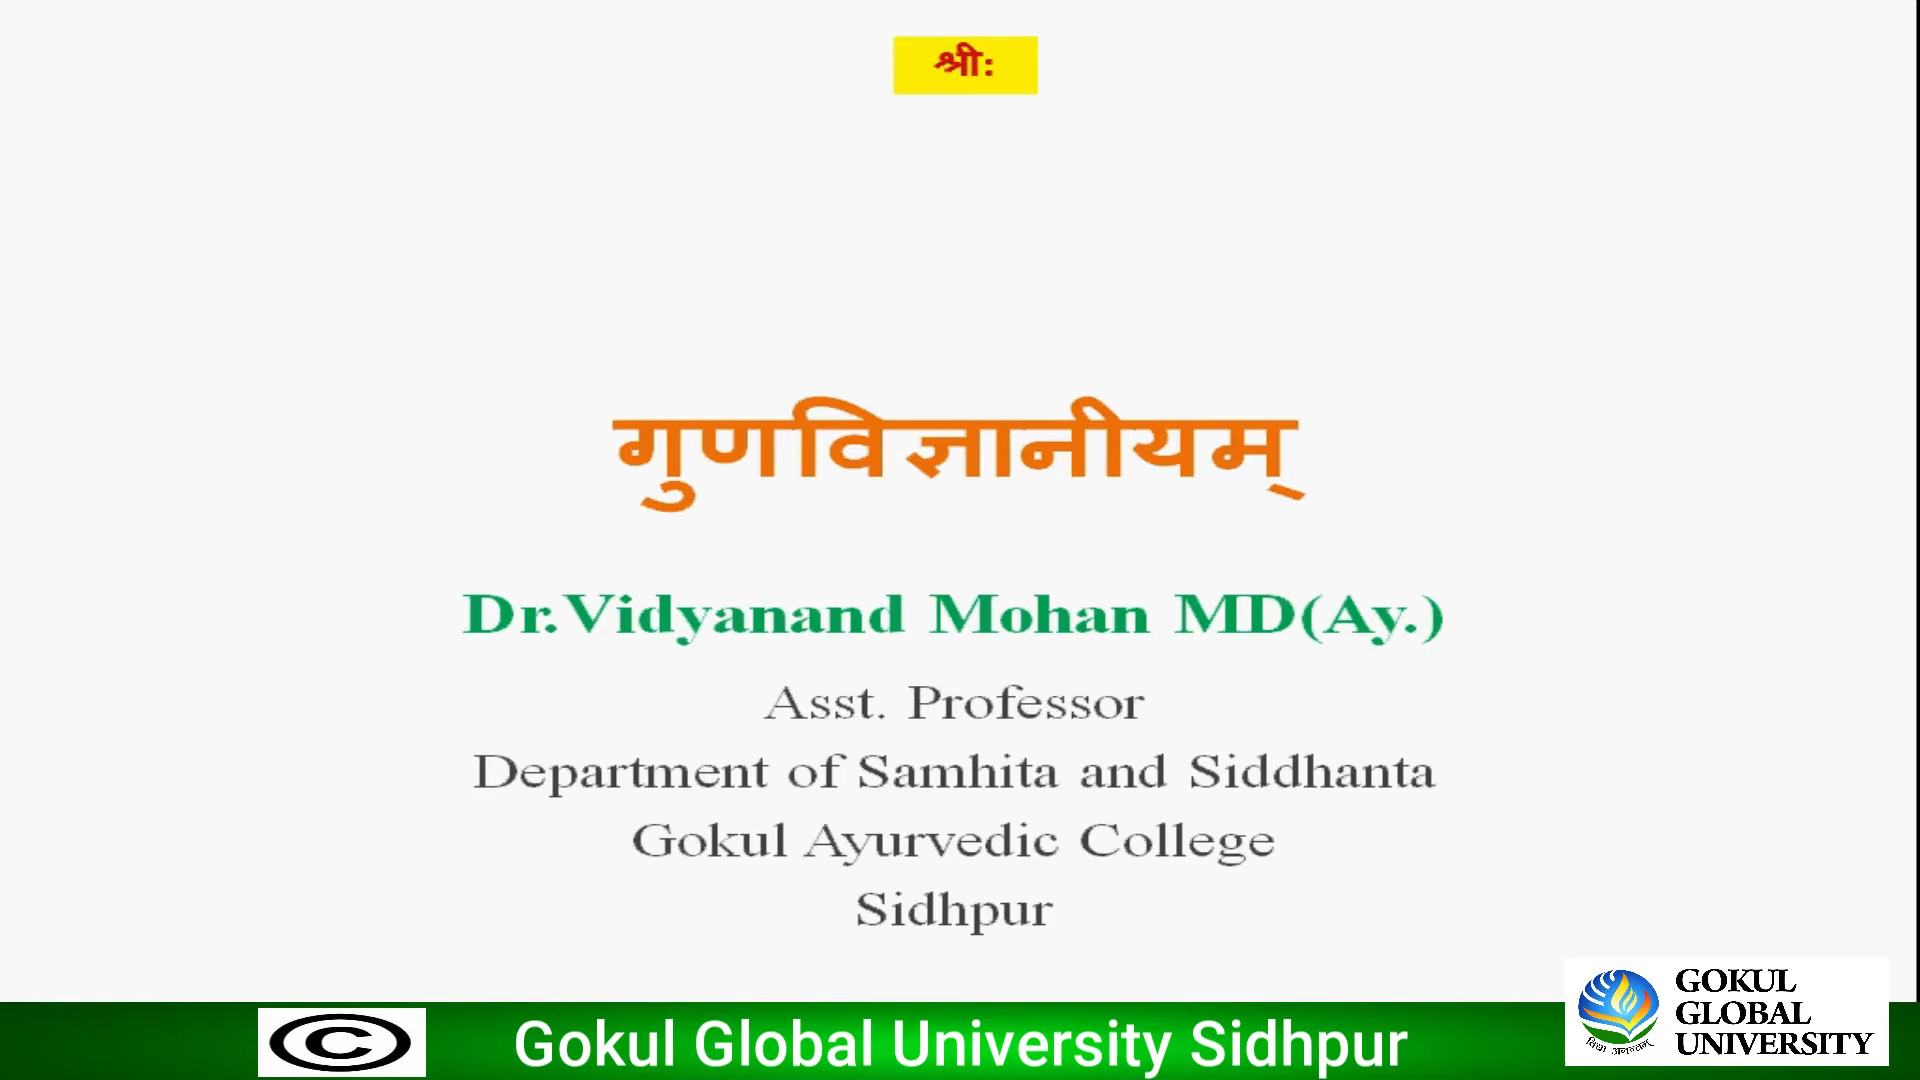 श्रीः
गुणविज्ञानीयम्
Dr.Vidyanand Mohan MD(Ay.)
Asst. Professor
Department of Samhita and Siddhanta
Gokul Ayurvedic College
Sidhpur
© Gokul Global University Sidhpur
GOKUL
GLOBAL
UNIVERSITY